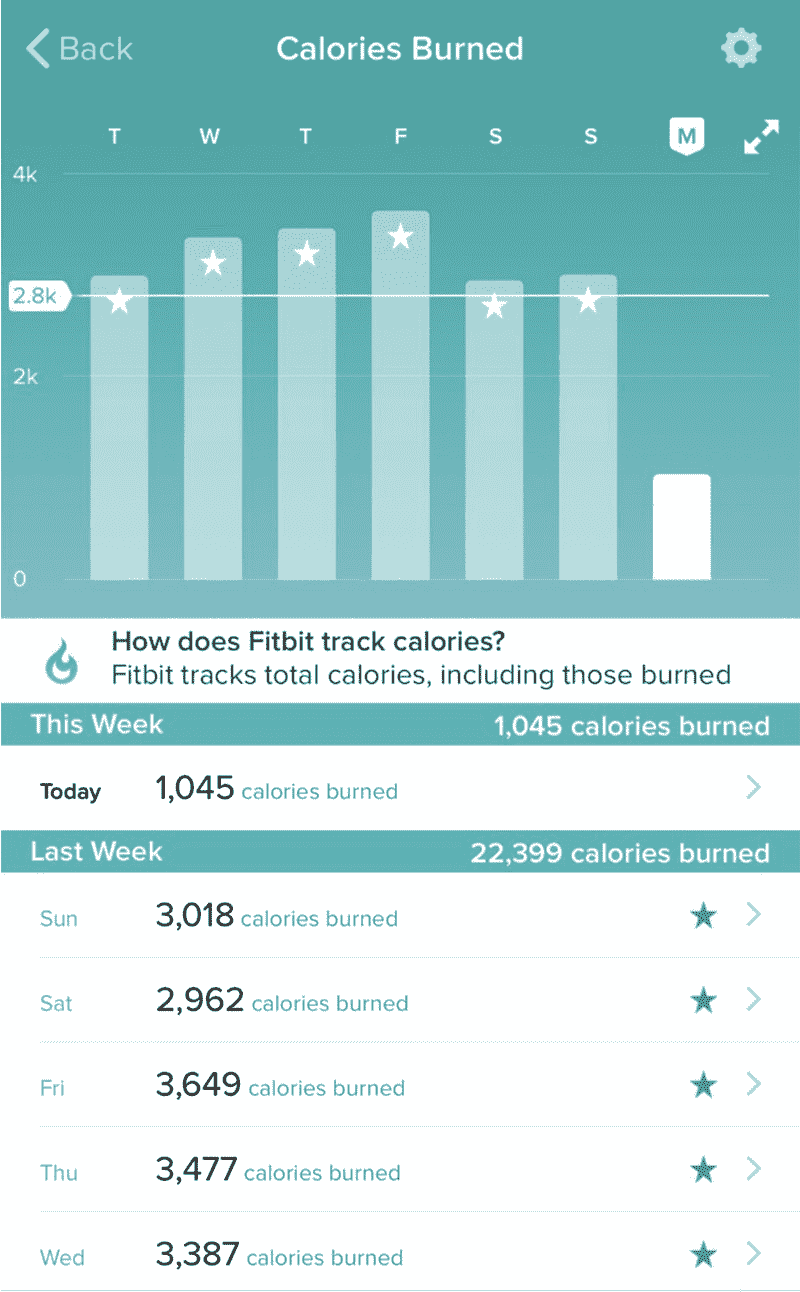 Back
Calories Burned
T W T F S S M
4k
2.8k
2k
0
How does Fitbit track calories?
Fitbit tracks total calories, including those burned
This Week 1,045 calories burned
Today 1,045 calories burned
Last Week 22,399 calories burned
Sun 3,018 calories burned
Sat 2,962 calories burned
Fri 3,649 calories burned
Thu 3,477 calories burned
Wed 3,387 calories burned